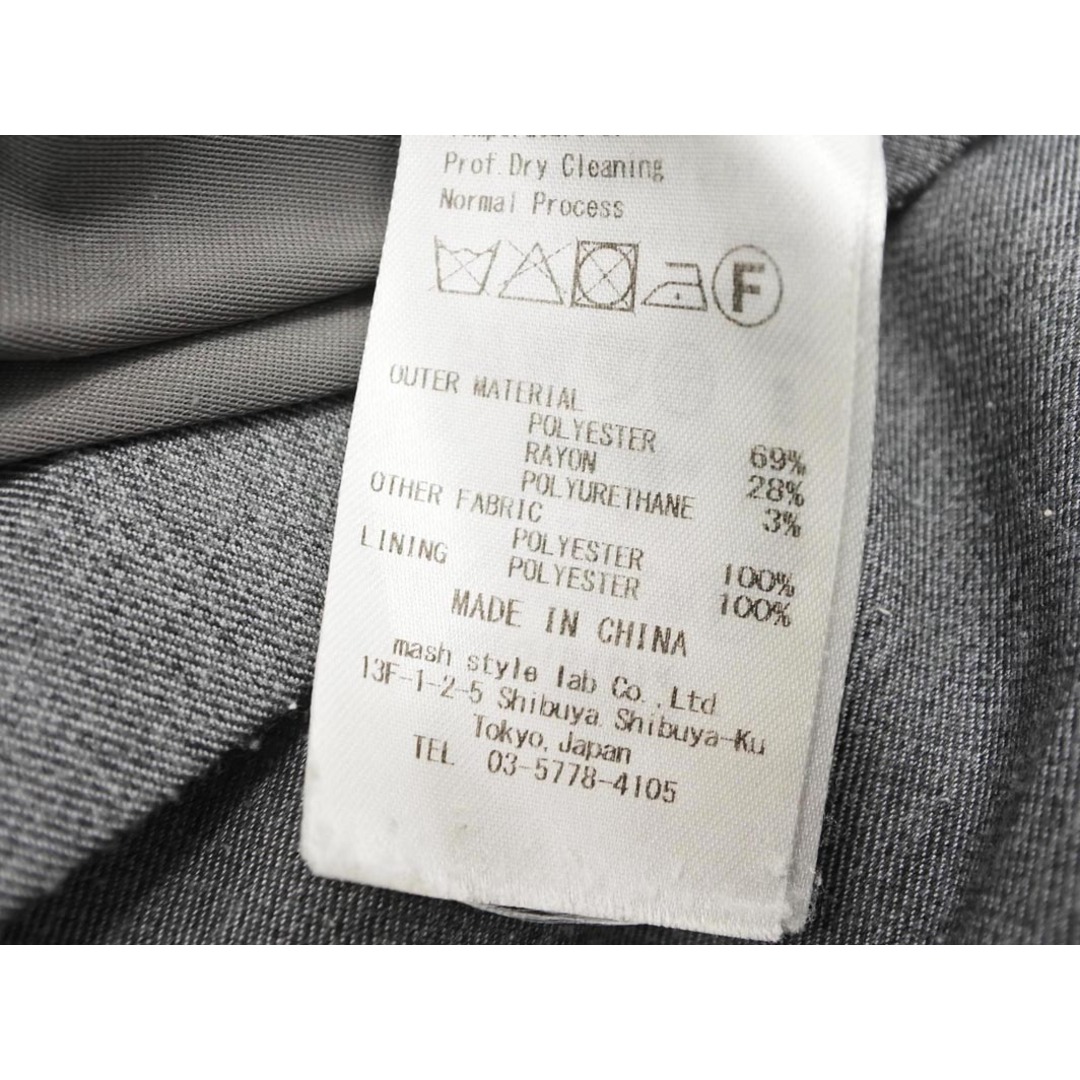 Prof.Dry Cleaning
Normal Process
F
OUTER MATERIAL
POLYESTER 69%
RAYON 28%
POLYURETHANE 3%
OTHER FABRIC
POLYESTER 100%
LINING POLYESTER 100%
MADE IN CHINA
mash style lab Co.,Ltd
13F-1-2-5 Shibuya Shibuya-Ku
Tokyo,Japan
TEL 03-5778-4105